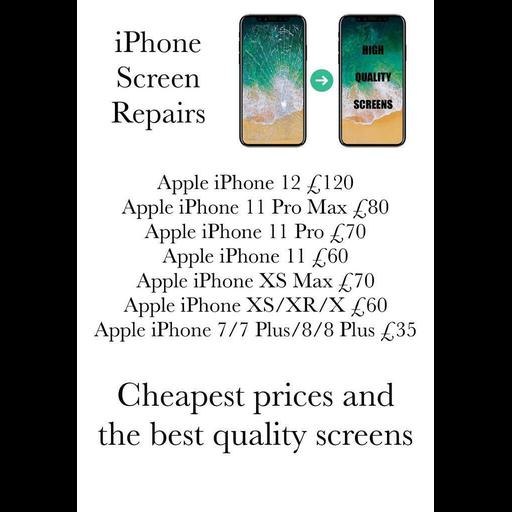 iPhone
Screen
Repairs
HIGH
QUALITY
SCREENS
Apple iPhone 12 £120
Apple iPhone 11 Pro Max £80
Apple iPhone 11 Pro £70
Apple iPhone 11 £60
Apple iPhone XS Max £70
Apple iPhone XS/XR/X £60
Apple iPhone 7/7 Plus/8/8 Plus £35
Cheapest prices and
the best quality screens